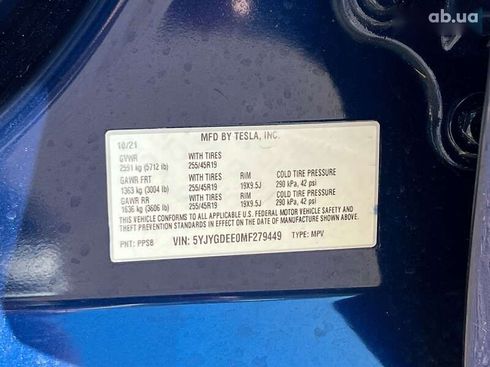 ab.ua
MFD BY TESLA, INC.
10/21
GVWR WITH TIRES
2591 kg (5712 lb) 255/45R19
GAWR FRT WITH TIRES RIM COLD TIRE PRESSURE
1363 kg (3004 lb) 255/45R19 19X9.5J 290 kPa, 42 psi
GAWR RR WITH TIRES RIM COLD TIRE PRESSURE
1636 kg (3606 lb) 255/45R19 19X9.5J 290 kPa, 42 psi
THIS VEHICLE CONFORMS TO ALL APPLICABLE U.S. FEDERAL MOTOR VEHICLE SAFETY
AND THEFT PREVENTION STANDARDS IN EFFECT ON THE DATE OF MANUFACTURE SHOWN
ABOVE.
PNT: PPSB VIN: 5YJYGDEE0MF279449 TYPE: MPV